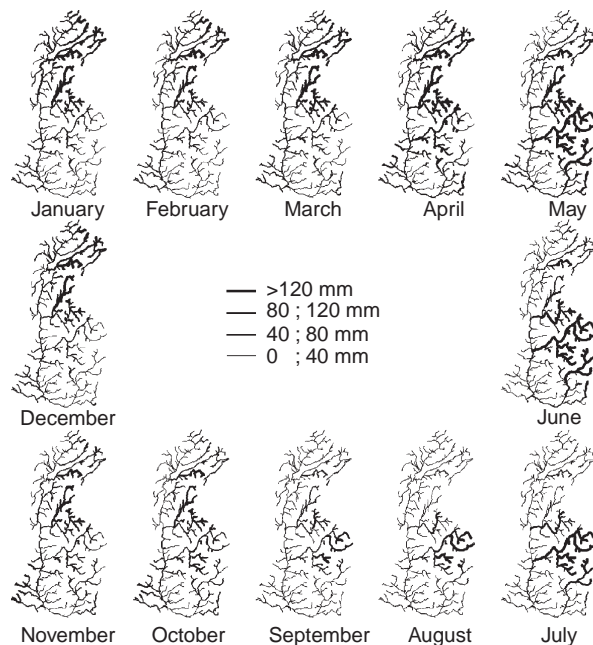 January February March April May
>120 mm
80 ; 120 mm
40 ; 80 mm
0 ; 40 mm
December June
November October September August July